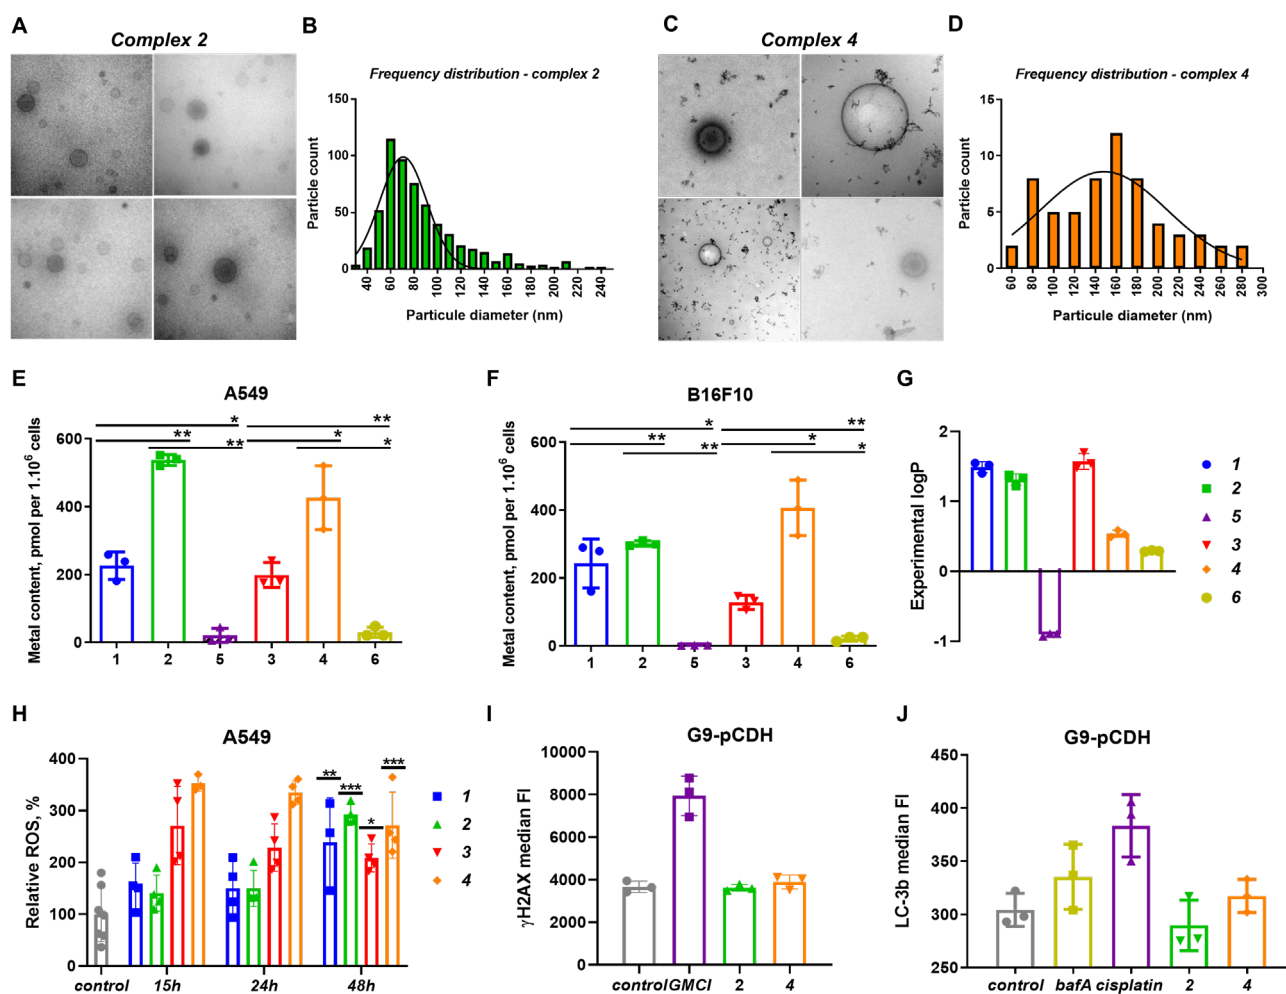 A
Complex 2
B
Frequency distribution - complex 2
Particle count
150
100
50
0
40
60
80
100
120
140
160
180
200
220
240
Particule diameter (nm)
C
Complex 4
D
Frequency distribution - complex 4
Particle count
15
10
5
0
60
80
100
120
140
160
180
200
220
240
260
280
300
Particule diameter (nm)
E
A549
Metal content, pmol per 1.10⁶ cells
600
400
200
0
* **
** **
* *
1 2 5 3 4 6
F
B16F10
Metal content, pmol per 1.10⁶ cells
600
400
200
0
* **
** *
** *
1 2 5 3 4 6
G
Experimental logP
2
1
0
-1
1
2
5
3
4
6
H
A549
Relative ROS, %
400
300
200
100
0
**
***
*
***
control 15h 24h 48h
1
2
3
4
I
G9-pCDH
γH2AX median FI
10000
8000
6000
4000
2000
0
control GMCI 2 4
J
G9-pCDH
LC-3b median FI
450
400
350
300
250
control bafA cisplatin 2 4